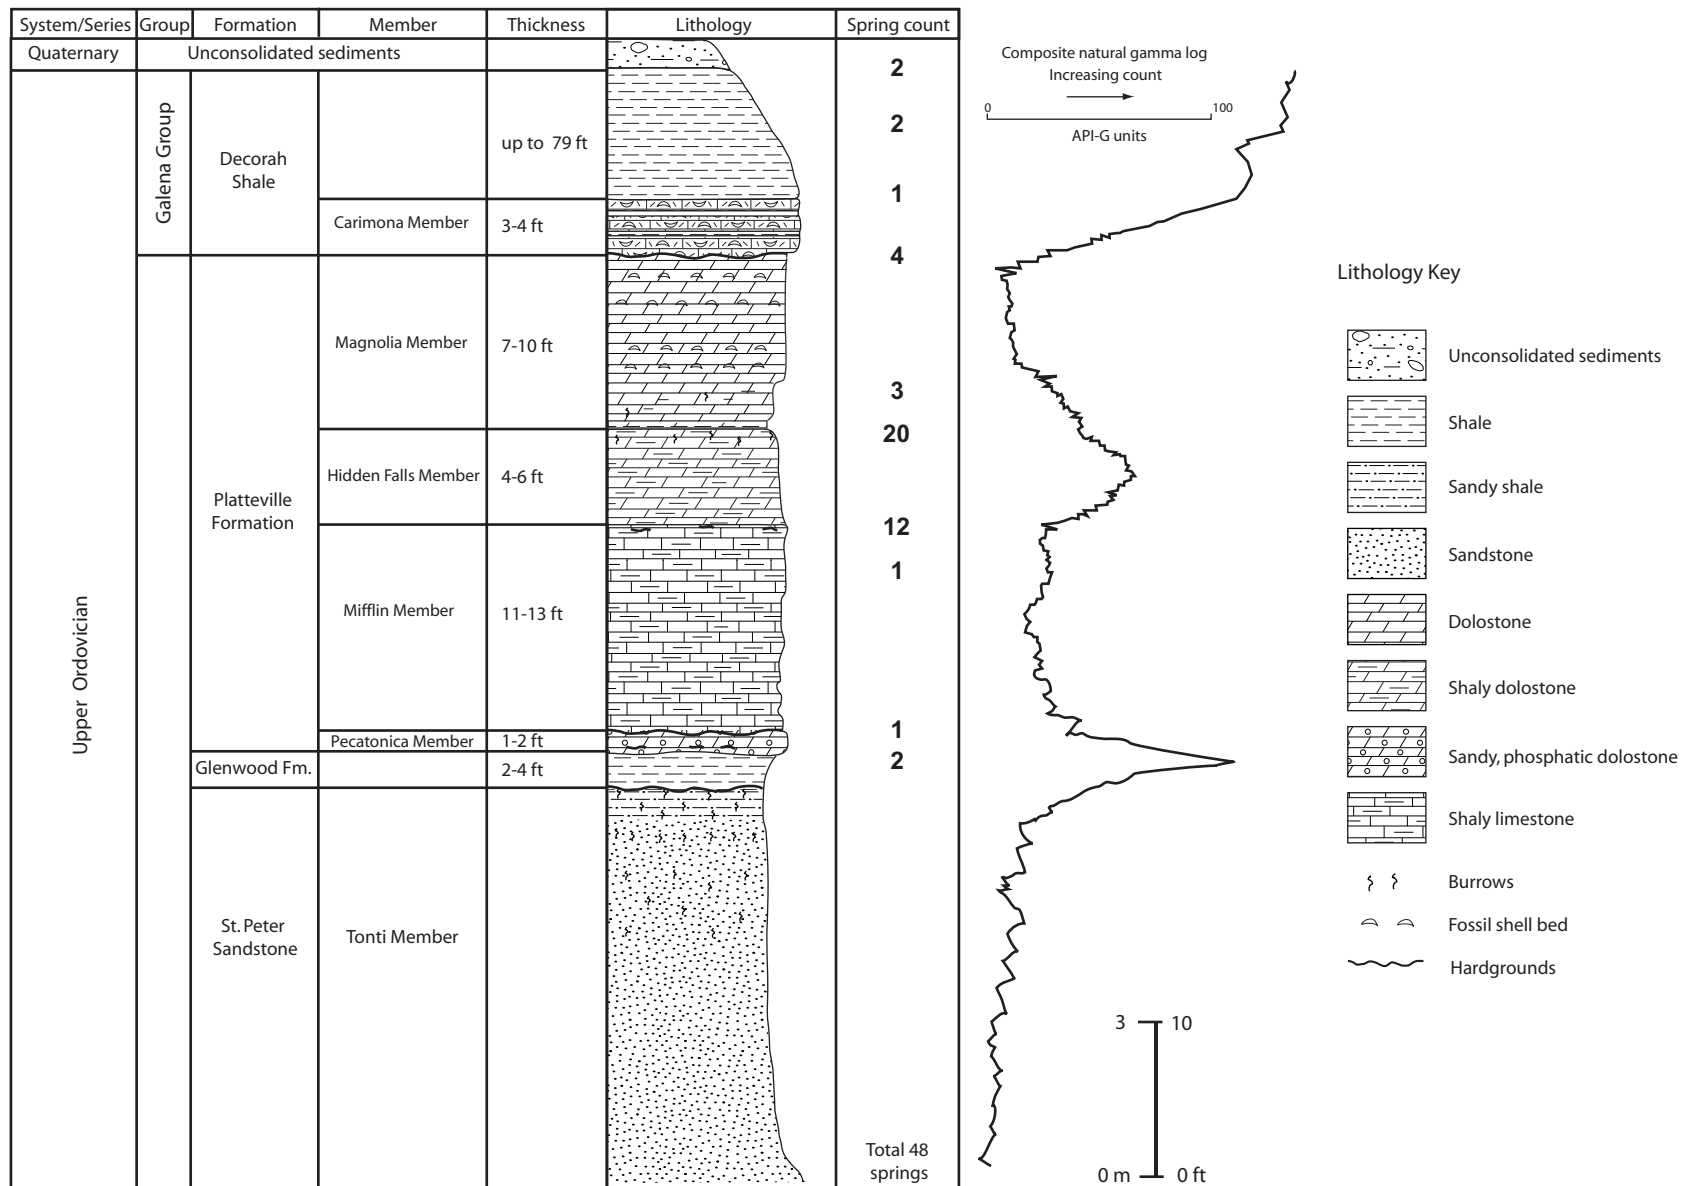 System/Series Group Formation Member Thickness Lithology Spring count
Quaternary Unconsolidated sediments
2
Composite natural gamma log
Increasing count
0 100
API-G units
Upper Ordovician
Galena Group
Decorah
Shale
up to 79 ft
2
1
Carimona Member 3-4 ft
4
Platteville
Formation
Magnolia Member 7-10 ft
3
20
Hidden Falls Member 4-6 ft
12
1
Mifflin Member 11-13 ft
1
Pecatonica Member 1-2 ft
2
Glenwood Fm. 2-4 ft
St. Peter
Sandstone
Tonti Member
Total 48
springs
3 10
0 m 0 ft
Lithology Key
Unconsolidated sediments
Shale
Sandy shale
Sandstone
Dolostone
Shaly dolostone
Sandy, phosphatic dolostone
Shaly limestone
Burrows
Fossil shell bed
Hardgrounds